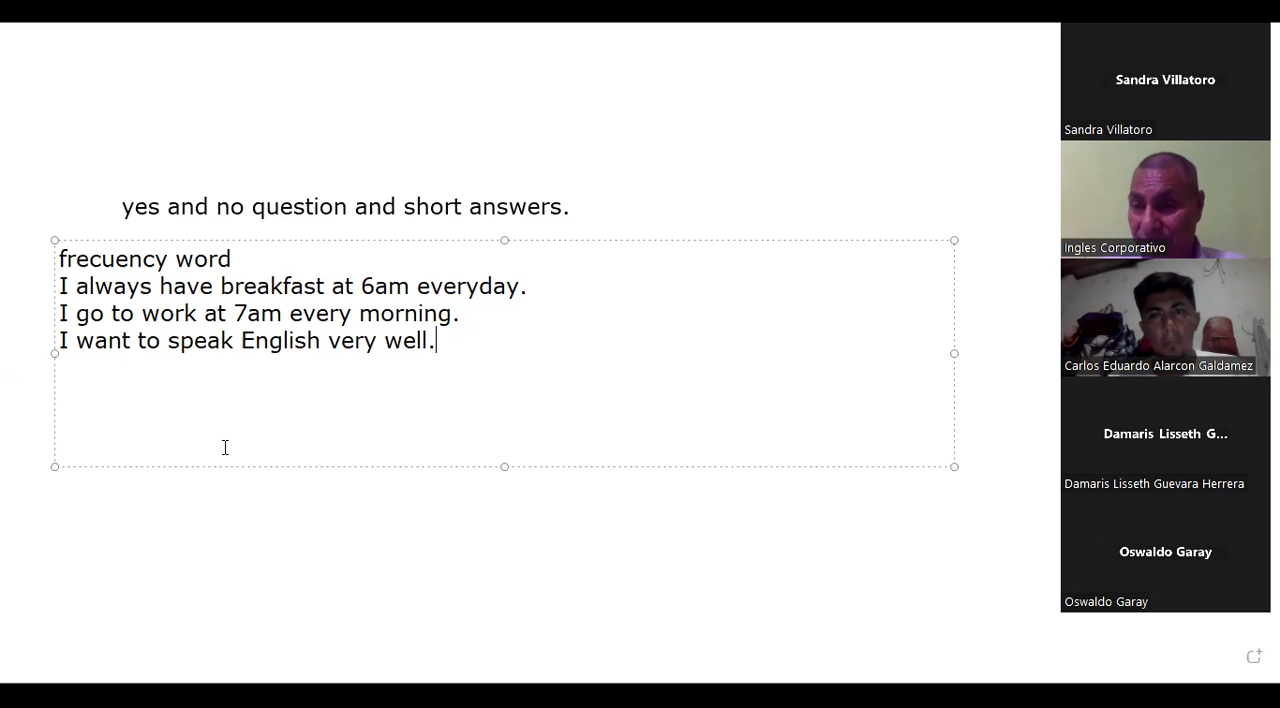 yes and no question and short answers.
frecuency word
I always have breakfast at 6am everyday.
I go to work at 7am every morning.
I want to speak English very well.
Sandra Villatoro
Sandra Villatoro
Ingles Corporativo
Carlos Eduardo Alarcon Galdamez
Damaris Lisseth G...
Damaris Lisseth Guevara Herrera
Oswaldo Garay
Oswaldo Garay